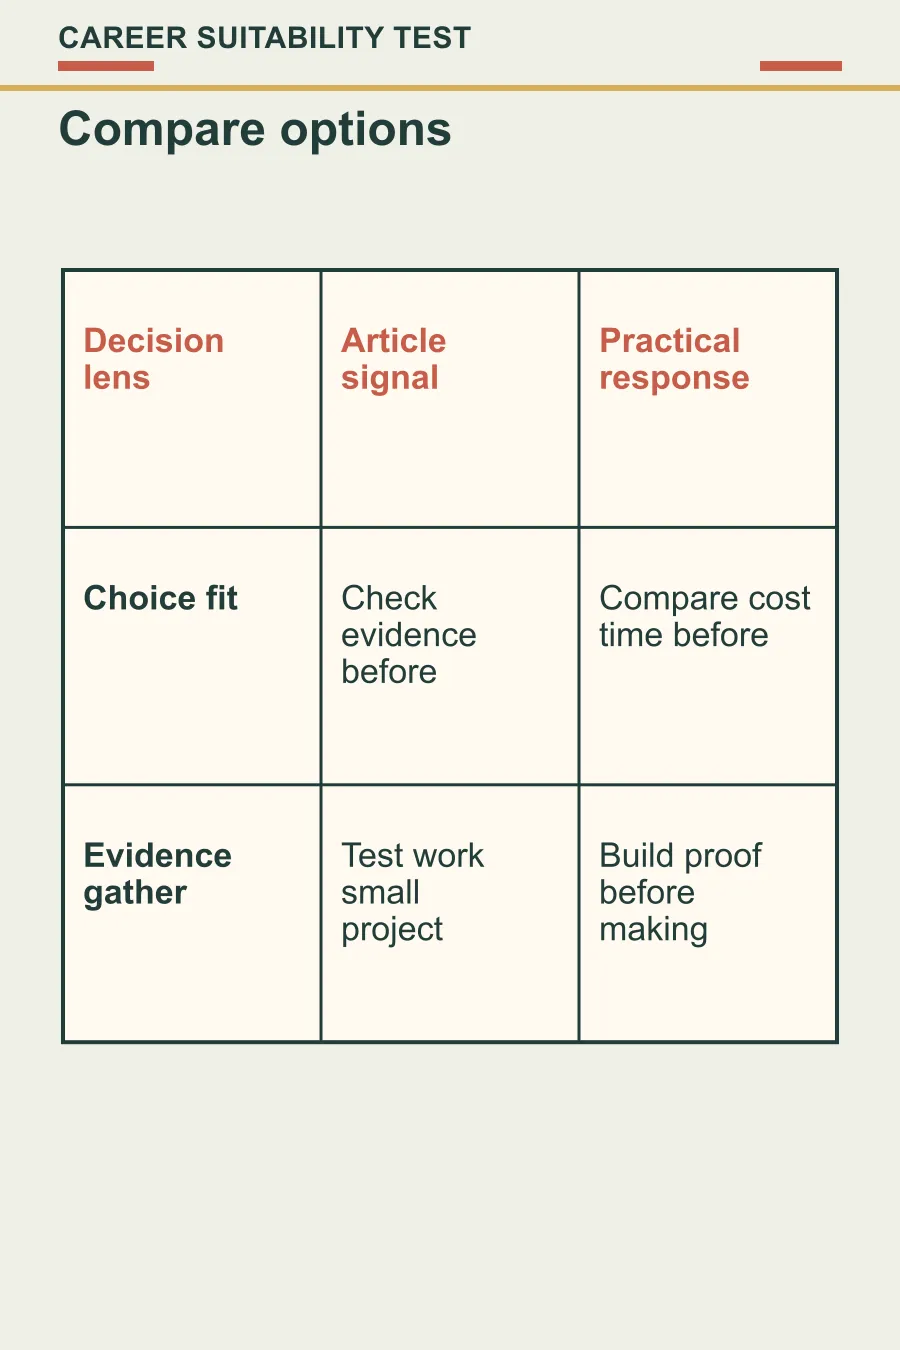 CAREER SUITABILITY TEST
Compare options
Decision
lens
Article
signal
Practical
response
Choice fit
Check
evidence
before
Compare cost
time before
Evidence
gather
Test work
small
project
Build proof
before
making